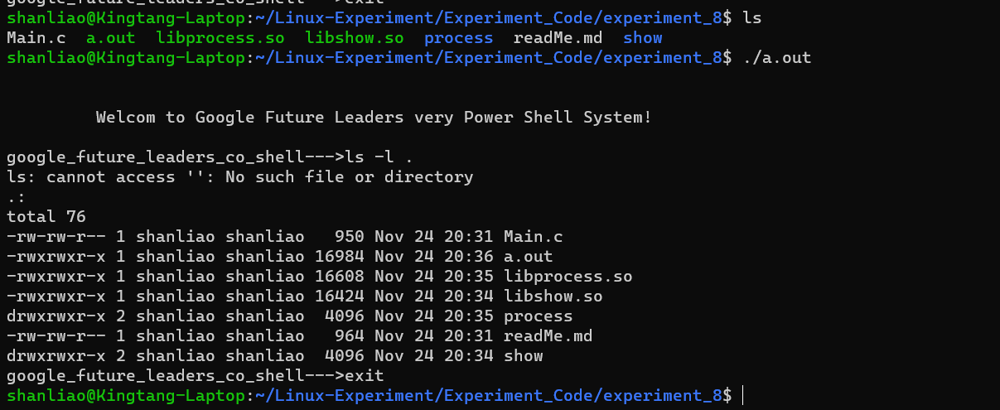 google_future_leaders_co_shell--->exit
shanliao@Kingtang-Laptop:~/Linux-Experiment/Experiment_Code/experiment_8$ ls
Main.c  a.out  libprocess.so  libshow.so  process  readMe.md  show
shanliao@Kingtang-Laptop:~/Linux-Experiment/Experiment_Code/experiment_8$ ./a.out
Welcom to Google Future Leaders very Power Shell System!
google_future_leaders_co_shell--->ls -l .
ls: cannot access '': No such file or directory
.:
total 76
-rw-rw-r-- 1 shanliao shanliao   950 Nov 24 20:31 Main.c
-rwxrwxr-x 1 shanliao shanliao 16984 Nov 24 20:36 a.out
-rwxrwxr-x 1 shanliao shanliao 16608 Nov 24 20:35 libprocess.so
-rwxrwxr-x 1 shanliao shanliao 16424 Nov 24 20:34 libshow.so
drwxrwxr-x 2 shanliao shanliao  4096 Nov 24 20:35 process
-rw-rw-r-- 1 shanliao shanliao   964 Nov 24 20:31 readMe.md
drwxrwxr-x 2 shanliao shanliao  4096 Nov 24 20:34 show
google_future_leaders_co_shell--->exit
shanliao@Kingtang-Laptop:~/Linux-Experiment/Experiment_Code/experiment_8$